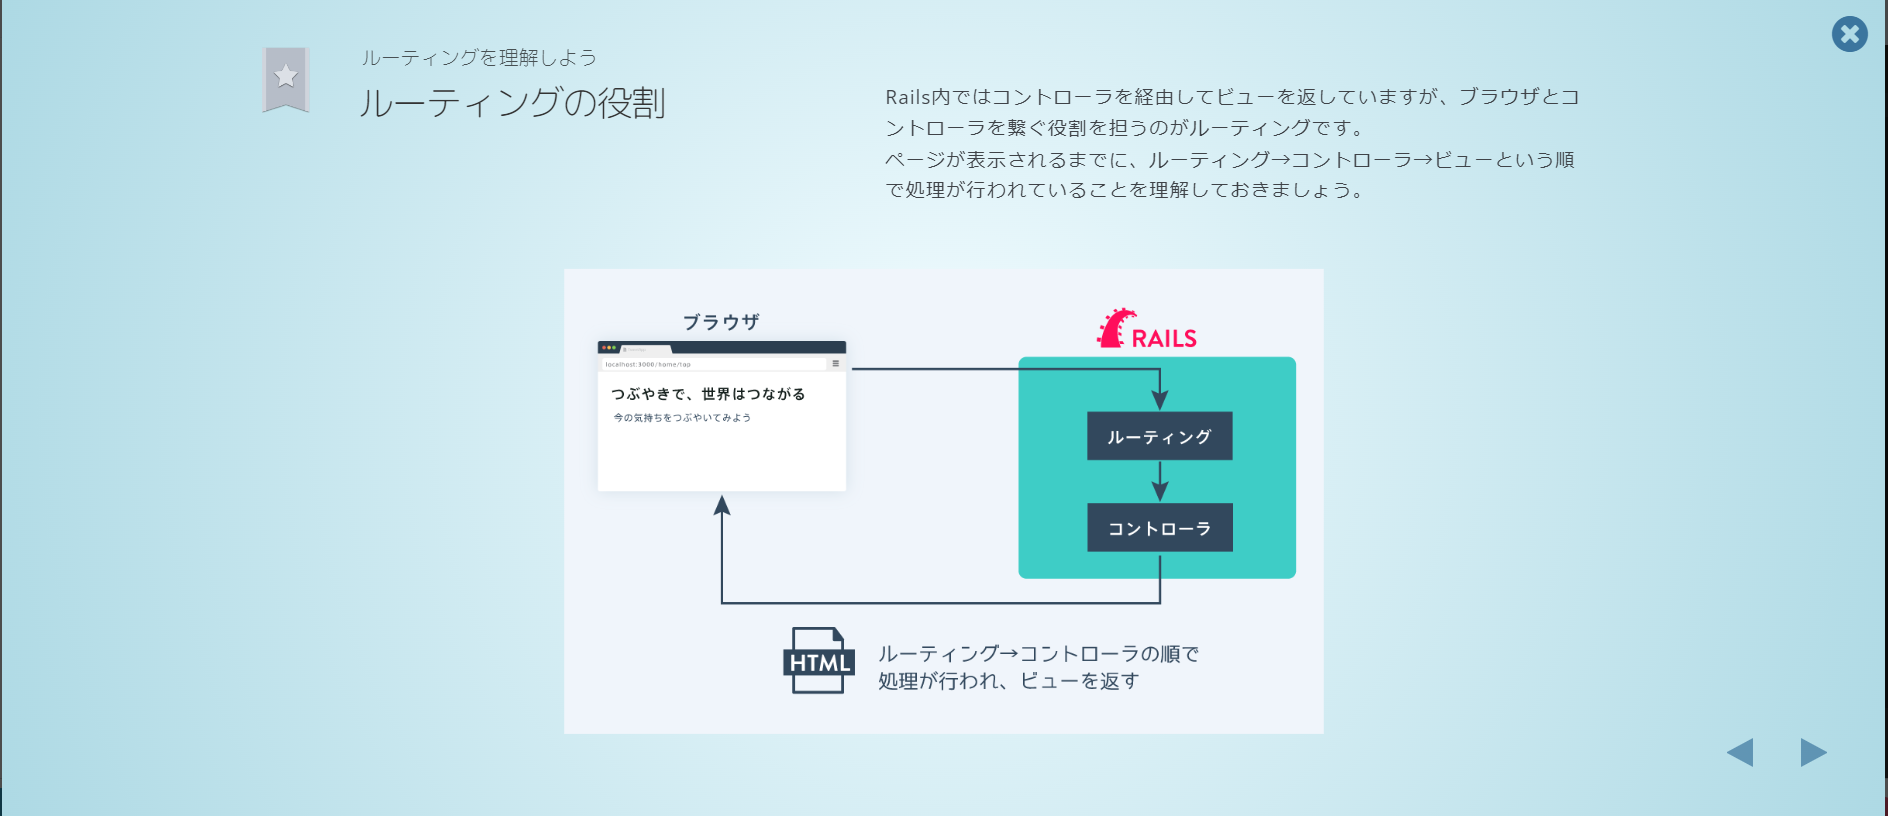 ルーティングを理解しよう
ルーティングの役割
Rails内ではコントローラを経由してビューを返していますが、ブラウザとコ
ントローラを繋ぐ役割を担うのがルーティングです。
ページが表示されるまでに、ルーティング→コントローラ→ビューという順
で処理が行われていることを理解しておきましょう。
ブラウザ
RAILS
localhost:3000/home/top
つぶやきで、世界はつながる
今の気持ちをつぶやいてみよう
ルーティング
コントローラ
HTML
ルーティング→コントローラの順で
処理が行われ、ビューを返す